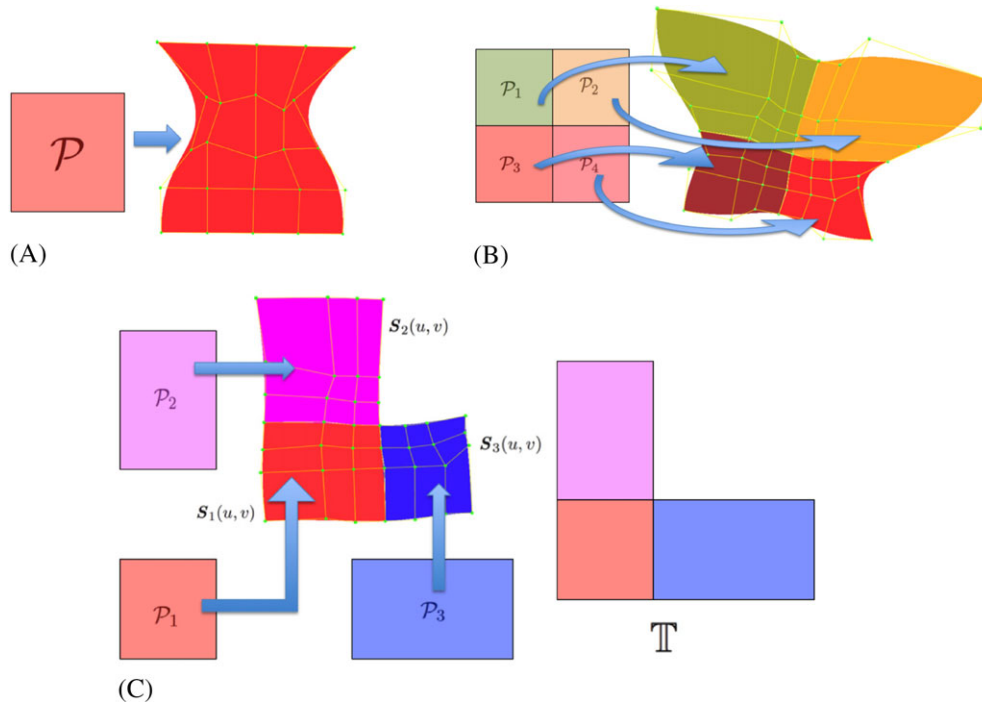 𝒫
(A)
𝒫₁ 𝒫₂
𝒫₃ 𝒫₄
(B)
𝑺₂(u, v)
𝒫₂
𝑺₃(u, v)
𝑺₁(u, v)
𝒫₁
𝒫₃
𝕋
(C)